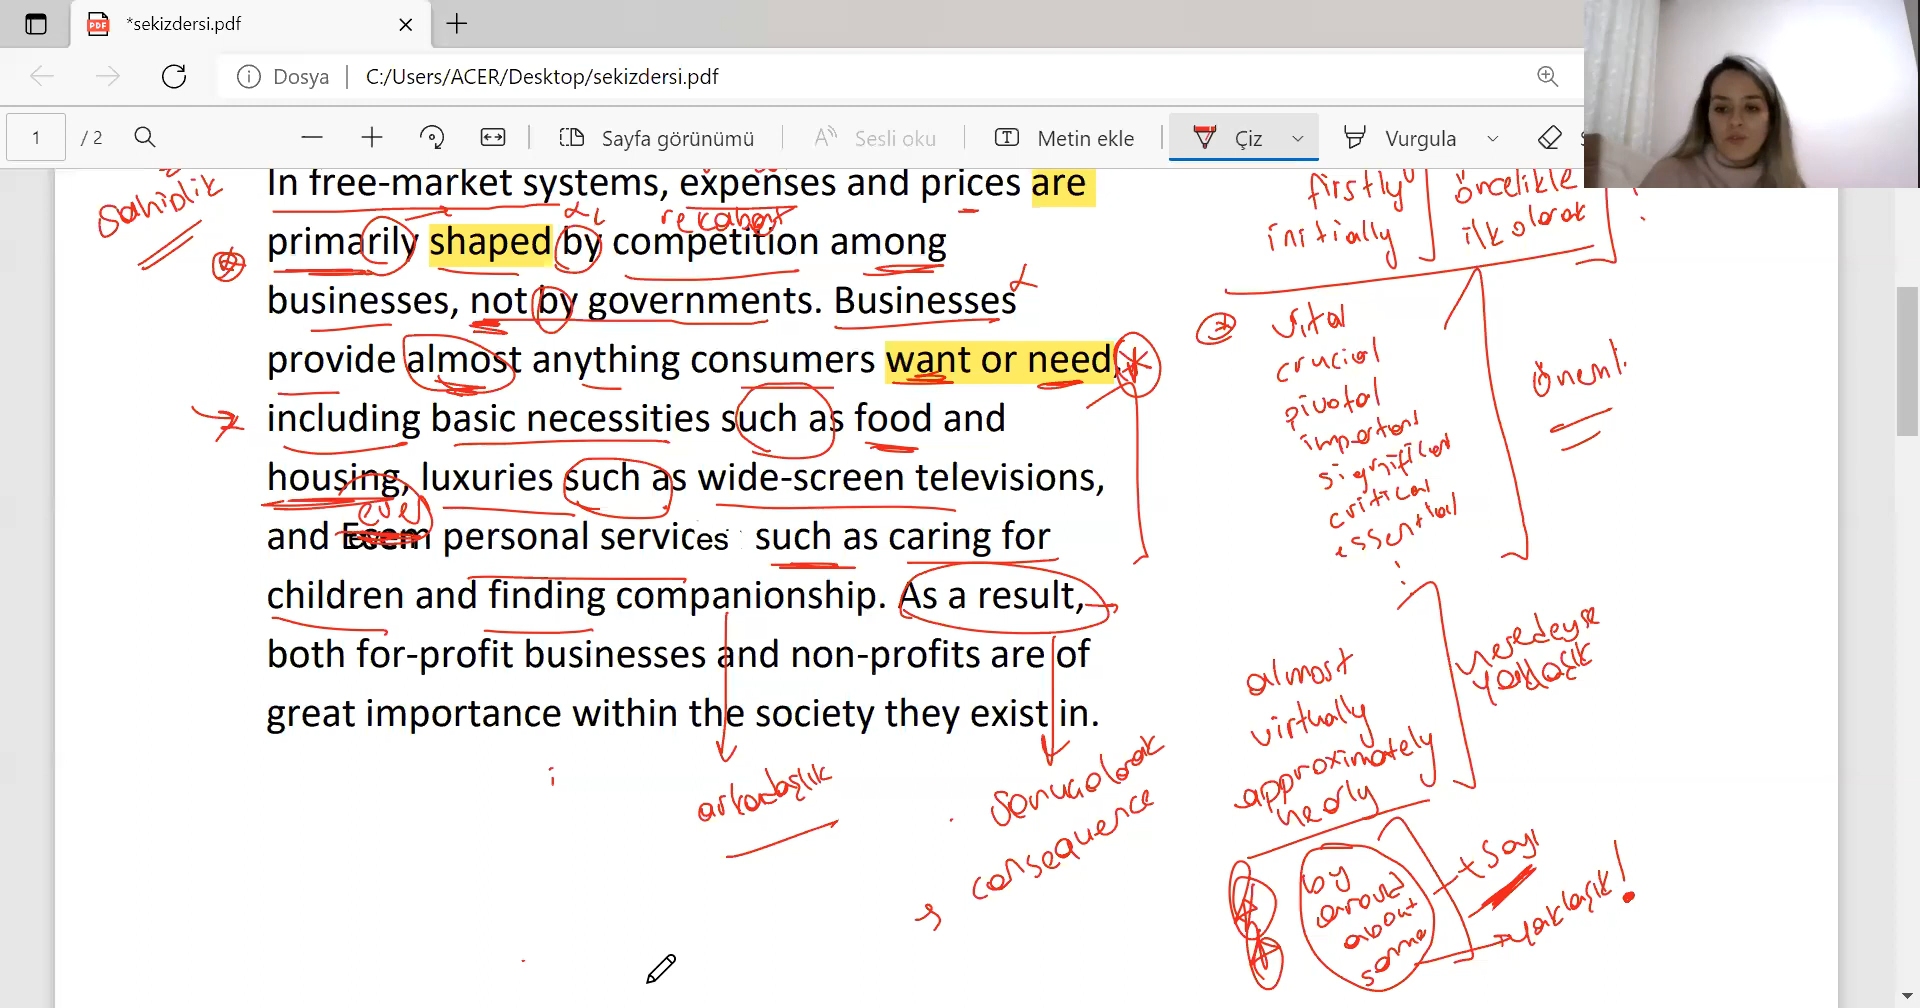 *sekizdersi.pdf
Dosya
C:/Users/ACER/Desktop/sekizdersi.pdf
1 / 2
Sayfa görünümü
Sesli oku
Metin ekle
Çiz
Vurgula
In free-market systems, expenses and prices are
primarily shaped by competition among
businesses, not by governments. Businesses
provide almost anything consumers want or need,
including basic necessities such as food and
housing, luxuries such as wide-screen televisions,
and personal services such as caring for
children and finding companionship. As a result,
both for-profit businesses and non-profits are of
great importance within the society they exist in.
sahiplik
rekabet
evet
arkadaşlık
sonuç olarak
consequence
firstly
initially
öncelikle
ilk olarak
vital
crucial
pivotal
important
significant
critical
essential
önemli
almost
virtually
approximately
nearly
neredeyse
yaklaşık
by
around
about
some
+ sayı
yaklaşık!